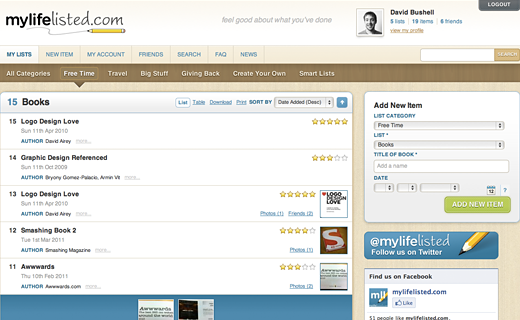 LOGOUT
mylifelisted.com
feel good about what you've done
David Bushell
5 lists | 19 items | 6 friends
view my profile
MY LISTS NEW ITEM MY ACCOUNT FRIENDS SEARCH FAQ NEWS
SEARCH
All Categories Free Time Travel Big Stuff Giving Back Create Your Own Smart Lists
15 Books
List Table Download Print SORT BY Date Added (Desc)
15 Logo Design Love
Sun 11th Apr 2010
AUTHOR David Airey more...
14 Graphic Design Referenced
Sun 11th Oct 2009
AUTHOR Bryony Gomez-Palacio, Armin Vit more...
13 Logo Design Love
Sun 11th Apr 2010
AUTHOR David Airey more...
Photos (1) Friends (2)
LOGO
DESIGN
LOVE
12 Smashing Book 2
Tue 1st Mar 2011
AUTHOR Smashing Magazine more...
Photos (1)
S
11 Awwwards
Thu 10th Feb 2011
AUTHOR Awwwards.com more...
Photos (2)
Add New Item
LIST CATEGORY
Free Time
LIST *
Books
TITLE OF BOOK *
Add a name
DATE
12
?
ADD NEW ITEM
@mylifelisted
Follow us on Twitter
Find us on Facebook
mylifelisted.com
Like
51 people like mylifelisted.com.